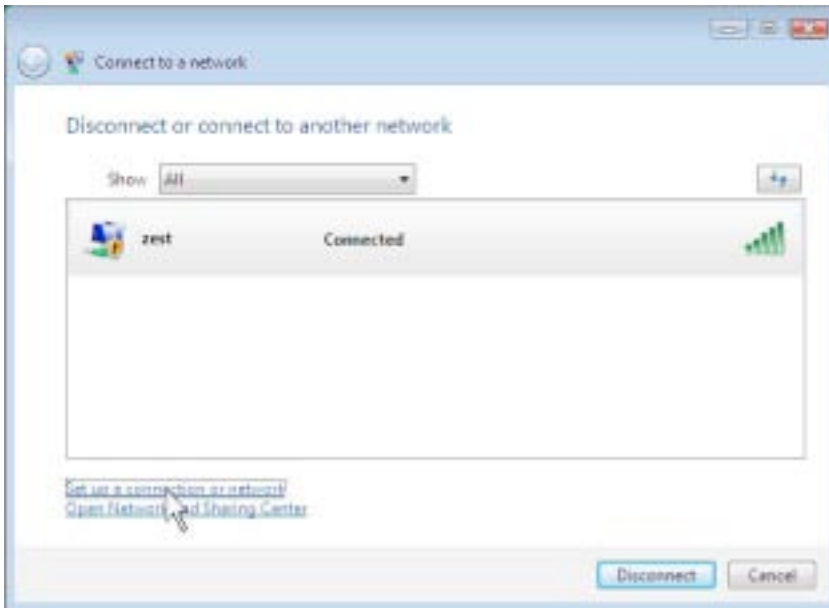 Connect to a network
Disconnect or connect to another network
Show All
zest Connected
Set up a connection or network
Open Network and Sharing Center
Disconnect Cancel